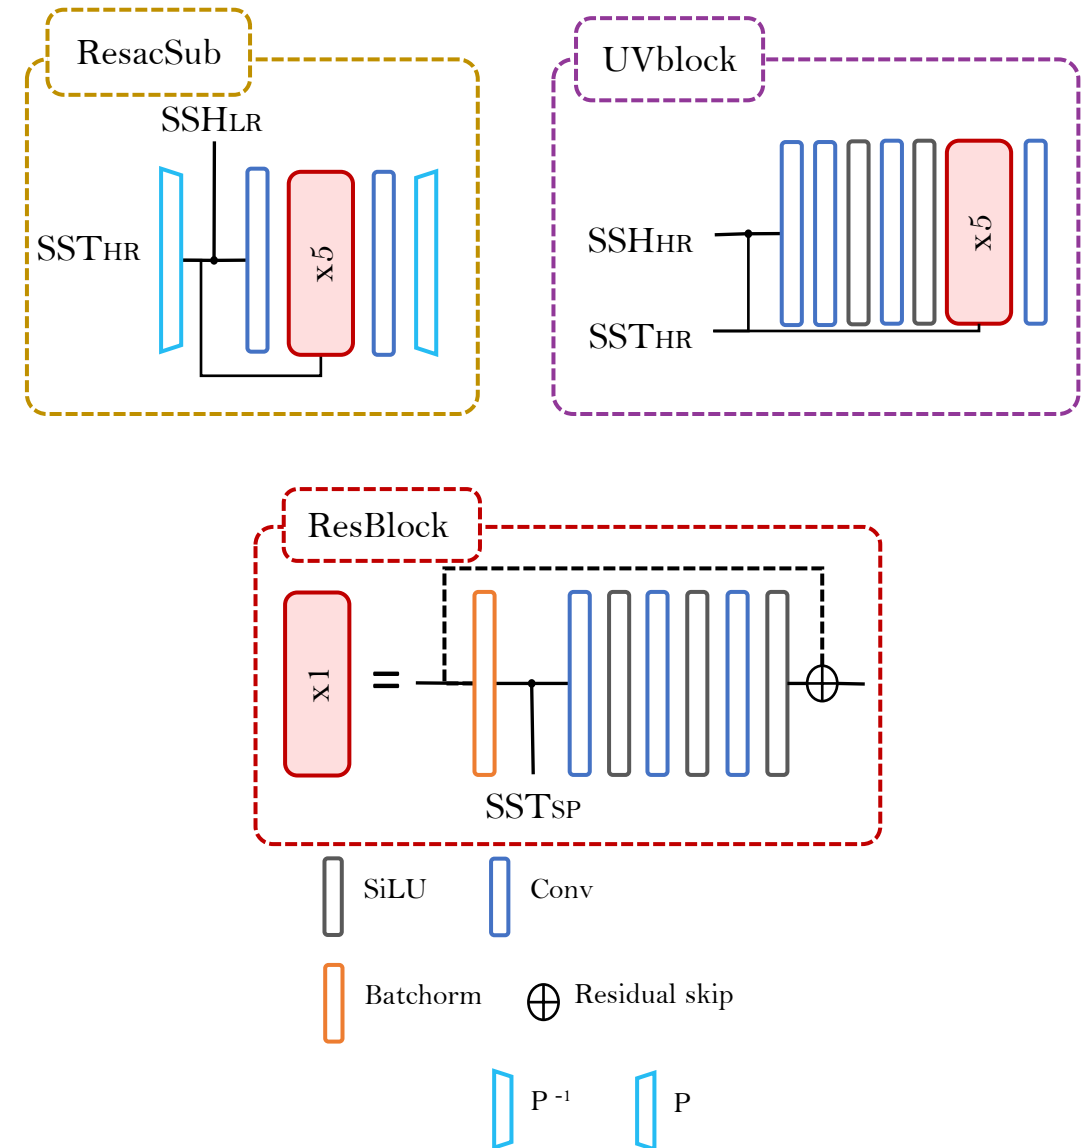 ResacSub
SSHLR
SSTHR
x5
UVblock
SSHHR
SSTHR
x5
ResBlock
x1
=
SSTSP
SiLU
Conv
Batchorm
Residual skip
P -1
P